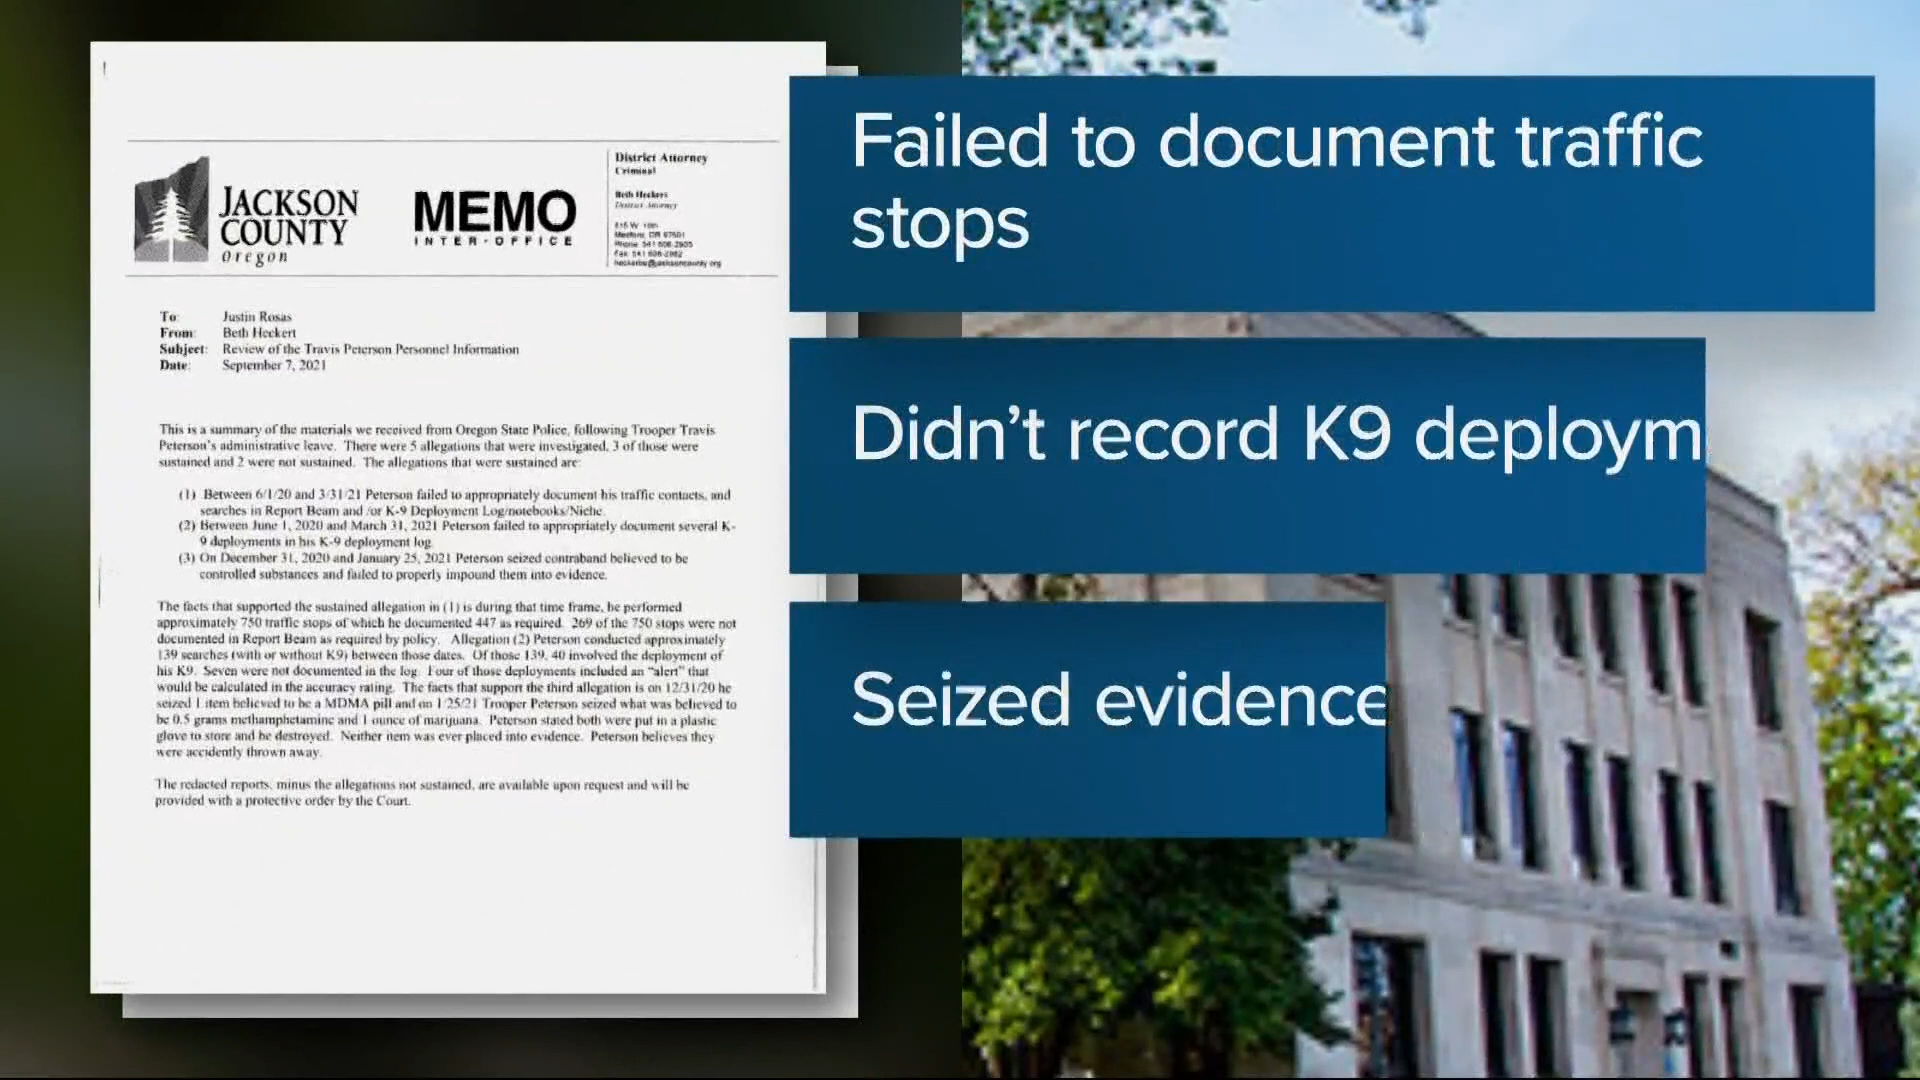 JACKSON
COUNTY
Oregon
MEMO
INTER-OFFICE
District Attorney
Criminal
Beth Heckert
District Attorney
Medford, OR 97501
To: Justin Rosas
From: Beth Heckert
Subject: Review of the Travis Peterson Personnel Information
Date: September 7, 2021
This is a summary of the materials we received from Oregon State Police, following Trooper Travis
Peterson's administrative leave. There were 5 allegations that were investigated, 3 of those were
sustained and 2 were not sustained. The allegations that were sustained are:
(1) Between 6/1/20 and 3/31/21 Peterson failed to appropriately document his traffic contacts, and
searches in Report Beam and /or K-9 Deployment Log/notebooks/Niche.
(2) Between June 1, 2020 and March 31, 2021 Peterson failed to appropriately document several K-
9 deployments in his K-9 deployment log.
(3) On December 31, 2020 and January 25, 2021 Peterson seized contraband believed to be
controlled substances and failed to properly impound them into evidence.
The facts that supported the sustained allegation in (1) is during that time frame, he performed
approximately 750 traffic stops of which he documented 447 as required. 269 of the 750 stops were not
documented in Report Beam as required by policy. Allegation (2) Peterson conducted approximately
139 searches (with or without K9) between those dates. Of those 139, 40 involved the deployment of
his K9. Seven were not documented in the log. Four of those deployments included an "alert" that
would be calculated in the accuracy rating. The facts that support the third allegation is on 12/31/20 he
seized 1 item believed to be a MDMA pill and on 1/25/21 Trooper Peterson seized what was believed to
be 0.5 grams methamphetamine and 1 ounce of marijuana. Peterson stated both were put in a plastic
glove to store and be destroyed. Neither item was ever placed into evidence. Peterson believes they
were accidently thrown away.
The redacted reports, minus the allegations not sustained, are available upon request and will be
provided with a protective order by the Court.
Failed to document traffic
stops
Didn't record K9 deploym
Seized evidence